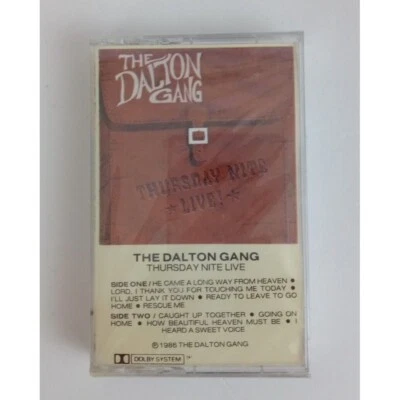 THE
DALTON
GANG
THURSDAY NITE
LIVE!
THE DALTON GANG
THURSDAY NITE LIVE
SIDE ONE / HE CAME A LONG WAY FROM HEAVEN •
LORD, I THANK YOU FOR TOUCHING ME TODAY •
I'LL JUST LAY IT DOWN • READY TO LEAVE TO GO
HOME • RESCUE ME
SIDE TWO / CAUGHT UP TOGETHER • GOING ON
HOME • HOW BEAUTIFUL HEAVEN MUST BE • I
HEARD A SWEET VOICE
℗1985 THE DALTON GANG
DOLBY SYSTEM